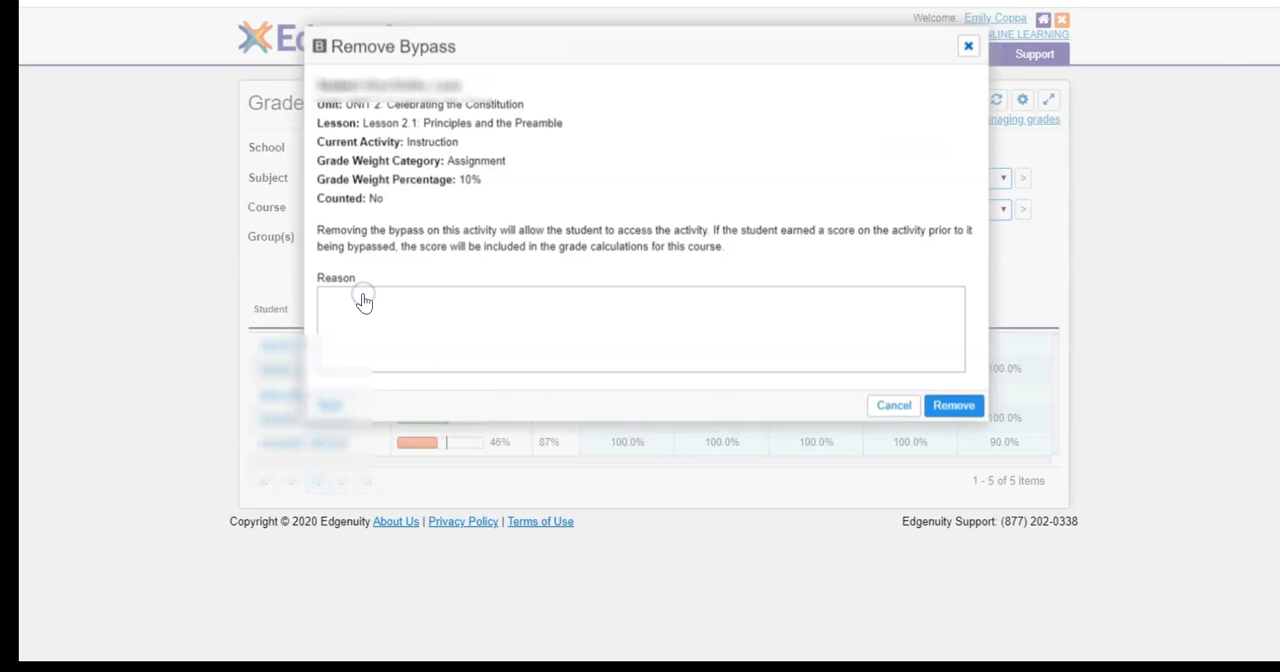 Welcome: Emily Coppa
NLINE LEARNING
Support
B Remove Bypass
Unit: UNIT 2: Celebrating the Constitution
Lesson: Lesson 2.1: Principles and the Preamble
Current Activity: Instruction
Grade Weight Category: Assignment
Grade Weight Percentage: 10%
Counted: No
Removing the bypass on this activity will allow the student to access the activity. If the student earned a score on the activity prior to it
being bypassed, the score will be included in the grade calculations for this course.
Reason
Cancel
Remove
Grade
naging grades
School
Subject
Course
Group(s)
Student
100.0%
100.0%
46% 87% 100.0% 100.0% 100.0% 100.0% 90.0%
1 - 5 of 5 items
Copyright © 2020 Edgenuity About Us | Privacy Policy | Terms of Use
Edgenuity Support: (877) 202-0338